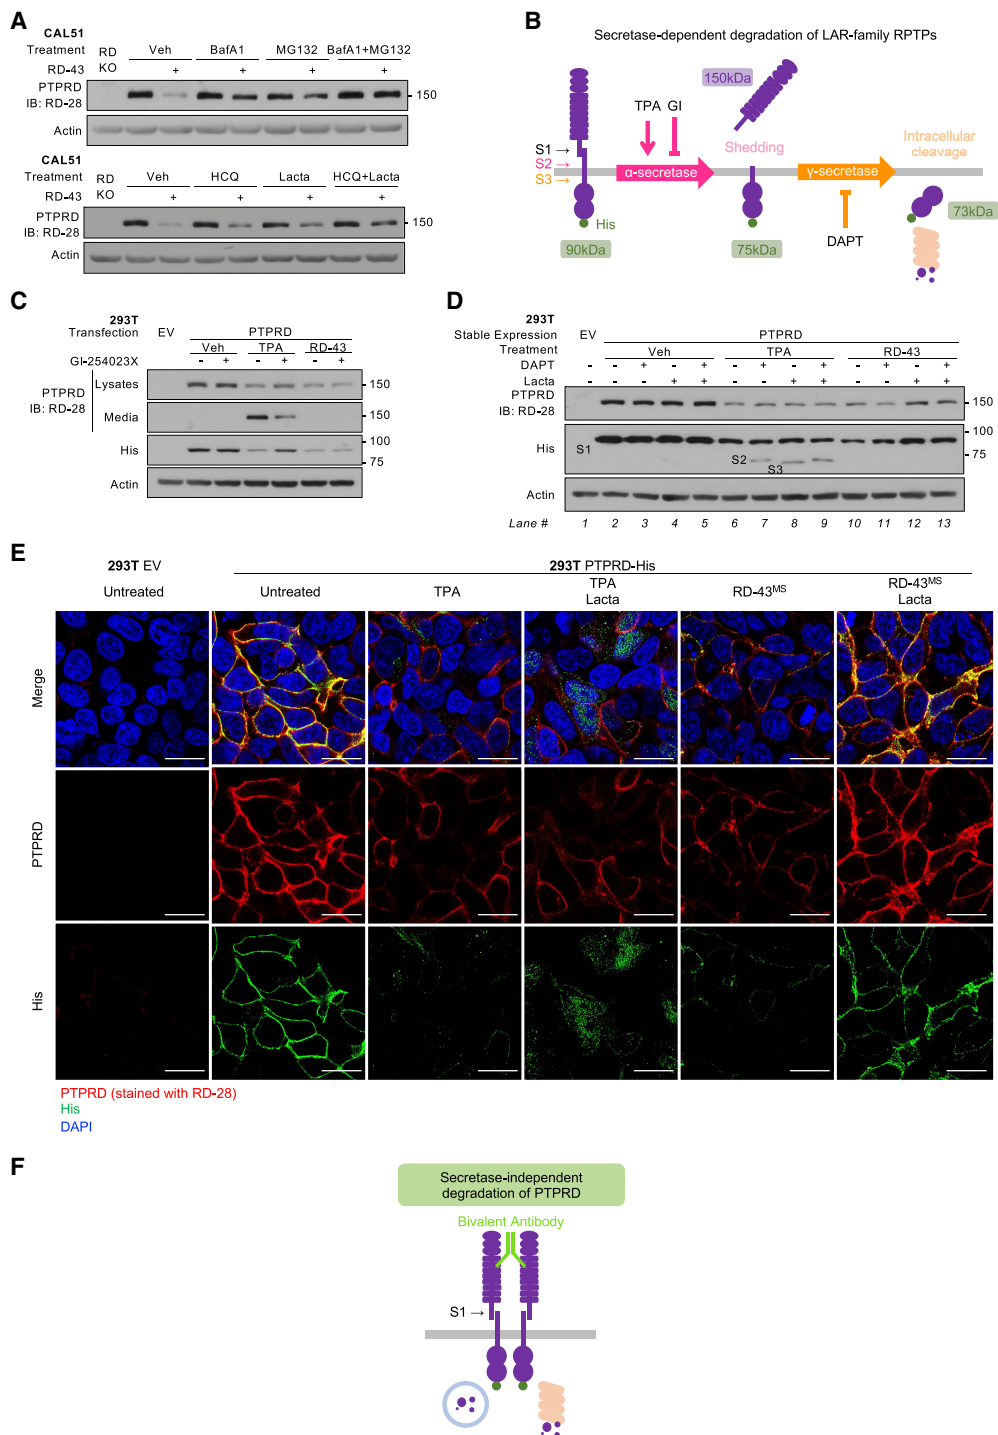 A
CAL51
Treatment RD KO Veh BafA1 MG132 BafA1+MG132
RD-43 + + + +
PTPRD
IB: RD-28
- 150
Actin
CAL51
Treatment RD KO Veh HCQ Lacta HCQ+Lacta
RD-43 + + + +
PTPRD
IB: RD-28
- 150
Actin
B
Secretase-dependent degradation of LAR-family RPTPs
150kDa
TPA GI
Shedding
Intracellular
cleavage
S1 →
S2 →
S3 →
α-secretase
γ-secretase
His
DAPT
90kDa
75kDa
73kDa
C
293T
Transfection EV PTPRD
Veh TPA RD-43
GI-254023X - + - + - +
PTPRD
IB: RD-28
Lysates
- 150
Media
- 150
His
- 100
- 75
Actin
D
293T
Stable Expression EV PTPRD
Treatment Veh TPA RD-43
DAPT - - + - + - + - + - + - +
Lacta - - - + + - - + + - - + +
PTPRD
IB: RD-28
- 150
His
S1
S2
S3
- 100
- 75
Actin
Lane # 1 2 3 4 5 6 7 8 9 10 11 12 13
E
293T EV
293T PTPRD-His
Untreated
Untreated
TPA
TPA
Lacta
RD-43MS
RD-43MS
Lacta
Merge
PTPRD
His
PTPRD (stained with RD-28)
His
DAPI
F
Secretase-independent
degradation of PTPRD
Bivalent Antibody
S1 →